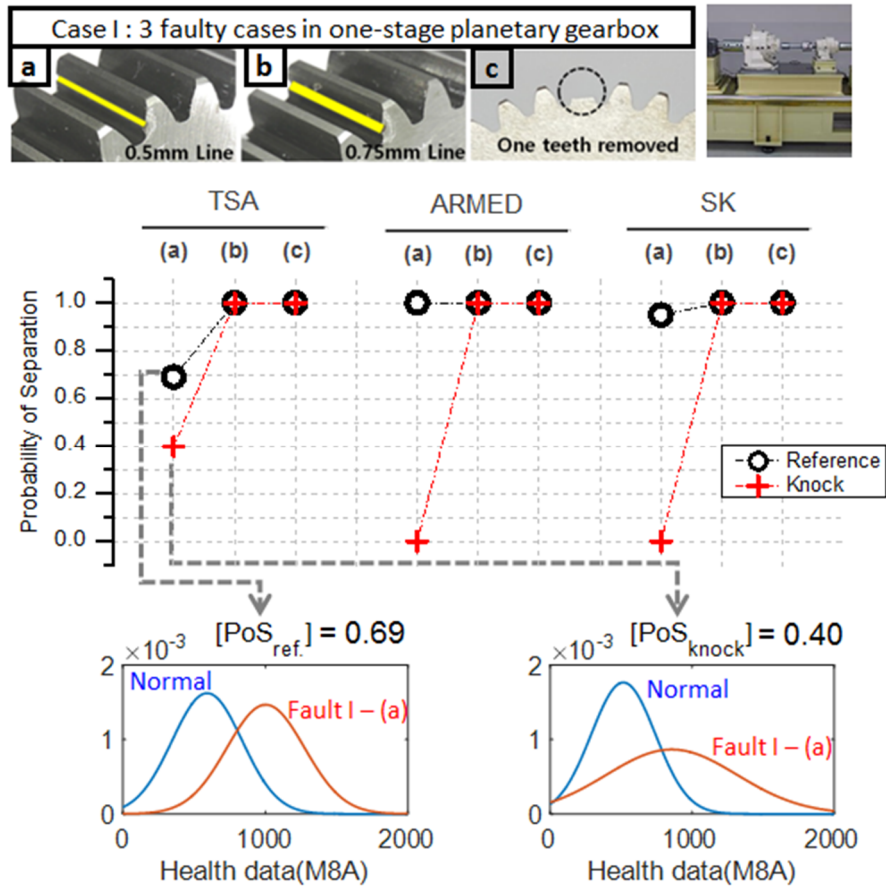 Case I : 3 faulty cases in one-stage planetary gearbox
a
b
c
0.5mm Line
0.75mm Line
One teeth removed
TSA
ARMED
SK
(a) (b) (c)
(a) (b) (c)
(a) (b) (c)
Probability of Separation
1.0
0.8
0.6
0.4
0.2
0.0
Reference
Knock
[PoS_ref.] = 0.69
×10^-3
2
1
0
Normal
Fault I – (a)
0 1000 2000
Health data(M8A)
[PoS_knock] = 0.40
×10^-3
2
1
0
Normal
Fault I – (a)
0 1000 2000
Health data(M8A)